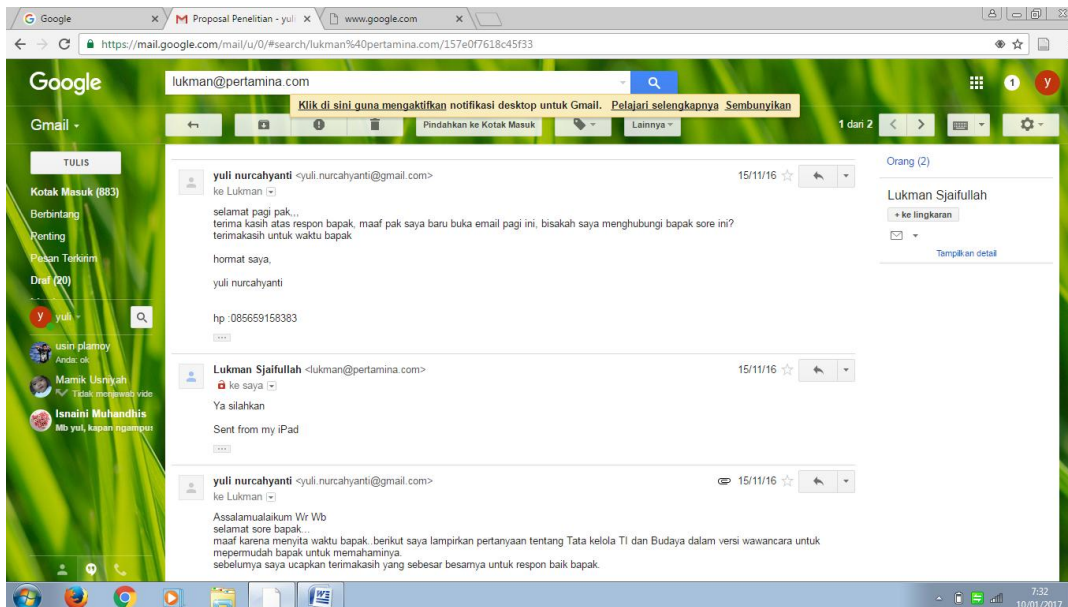 Google
Proposal Penelitian - yuli
www.google.com
https://mail.google.com/mail/u/0/#search/lukman%40pertamina.com/157e0f7618c45f33
Google
lukman@pertamina.com
1
y
Klik di sini guna mengaktifkan notifikasi desktop untuk Gmail. Pelajari selengkapnya Sembunyikan
Gmail
Pindahkan ke Kotak Masuk
Lainnya
1 dari 2
TULIS
Kotak Masuk (883)
Berbintang
Penting
Pesan Terkirim
Draf (20)
y yuli
usin plamoy
Anda: ok
Mamik Usniyah
Tidak menjawab vide
Isnaini Muhandhis
Mb yul, kapan ngampus
yuli nurcahyanti <yuli.nurcahyanti@gmail.com> 15/11/16
ke Lukman
selamat pagi pak,,,
terima kasih atas respon bapak, maaf pak saya baru buka email pagi ini, bisakah saya menghubungi bapak sore ini?
terimakasih untuk waktu bapak
hormat saya,
yuli nurcahyanti
hp :085659158383
Lukman Sjaifullah <lukman@pertamina.com> 15/11/16
ke saya
Ya silahkan
Sent from my iPad
yuli nurcahyanti <yuli.nurcahyanti@gmail.com> 15/11/16
ke Lukman
Assalamualaikum Wr Wb
selamat sore bapak...
maaf karena menyita waktu bapak..berikut saya lampirkan pertanyaan tentang Tata kelola TI dan Budaya dalam versi wawancara untuk
mepermudah bapak untuk memahaminya.
sebelumya saya ucapkan terimakasih yang sebesar besarnya untuk respon baik bapak.
Orang (2)
Lukman Sjaifullah
+ ke lingkaran
Tampilkan detail
7:32
10/01/2017